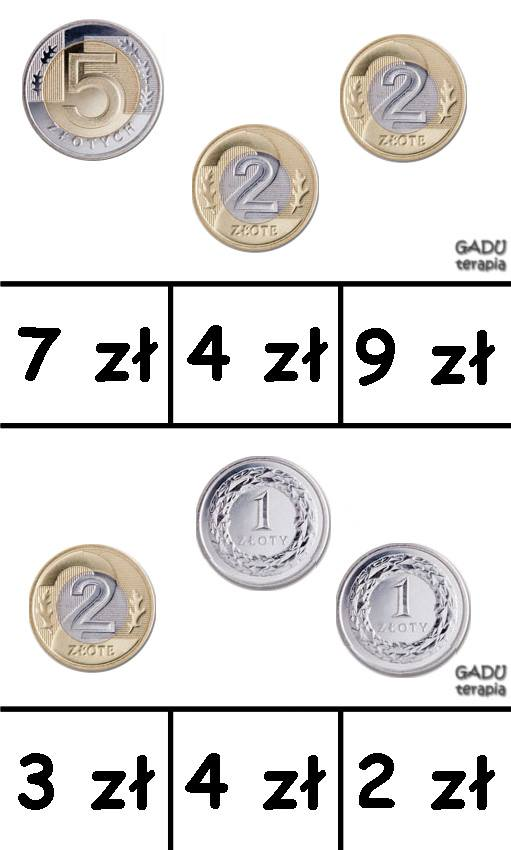 5
ZŁOTYCH
2
ZŁOTE
2
ZŁOTE
GADU
terapia
7 zł 4 zł 9 zł
1
ZŁOTY
2
ZŁOTE
1
ZŁOTY
GADU
terapia
3 zł 4 zł 2 zł